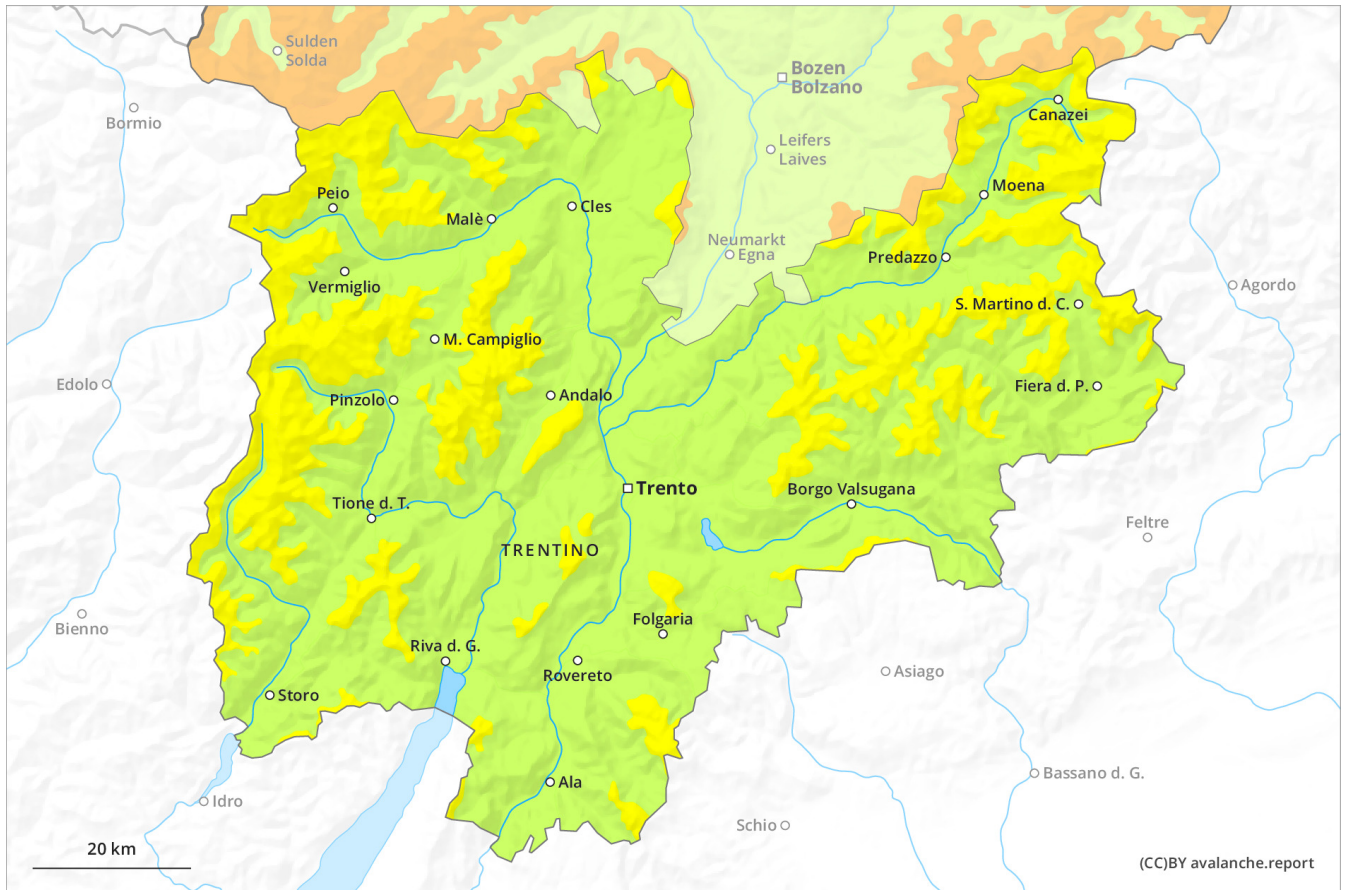 Sulden
Solda
Bozen
Bolzano
Bormio
Canazei
Leifers
Laives
Peio
Moena
Malè
Cles
Neumarkt
Egna
Predazzo
Vermiglio
Agordo
S. Martino d. C.
M. Campiglio
Edolo
Pinzolo
Andalo
Fiera d. P.
Trento
Borgo Valsugana
Tione d. T.
Feltre
TRENTINO
Bienno
Folgaria
Riva d. G.
Rovereto
Asiago
Storo
Bassano d. G.
Ala
Idro
Schio
20 km
(CC)BY avalanche.report